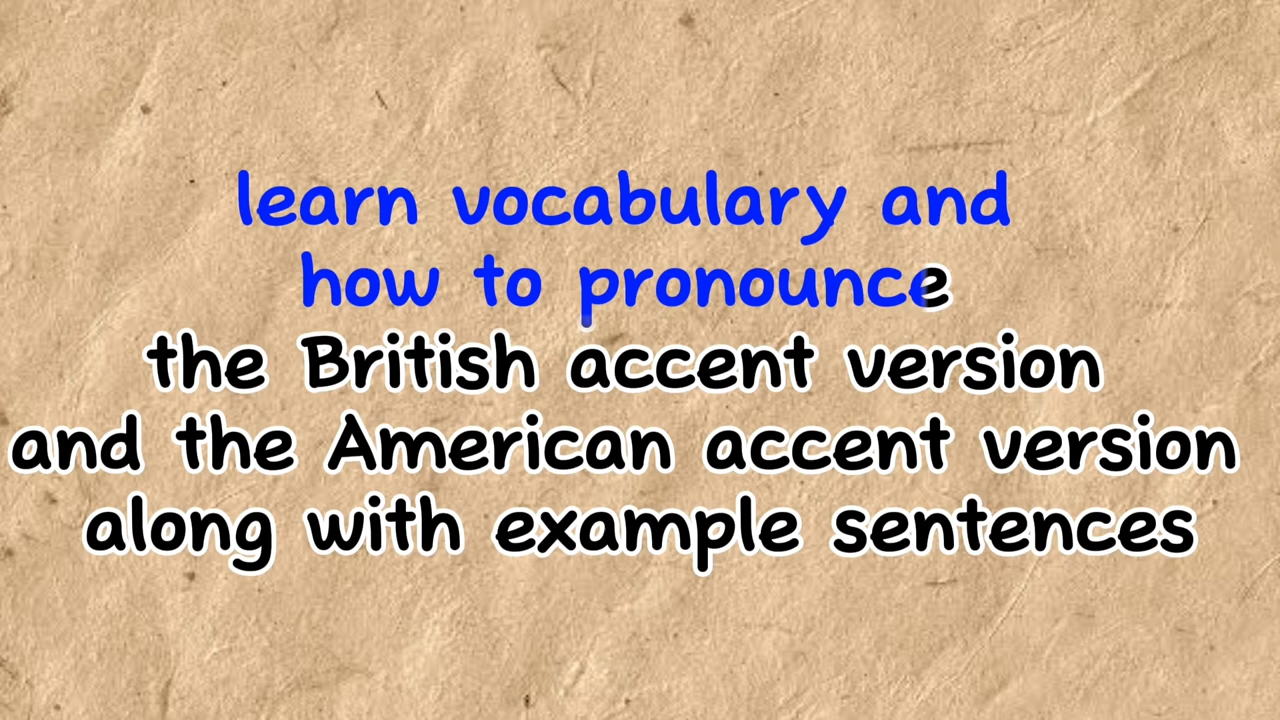 learn vocabulary and
how to pronounce
the British accent version
and the American accent version
along with example sentences